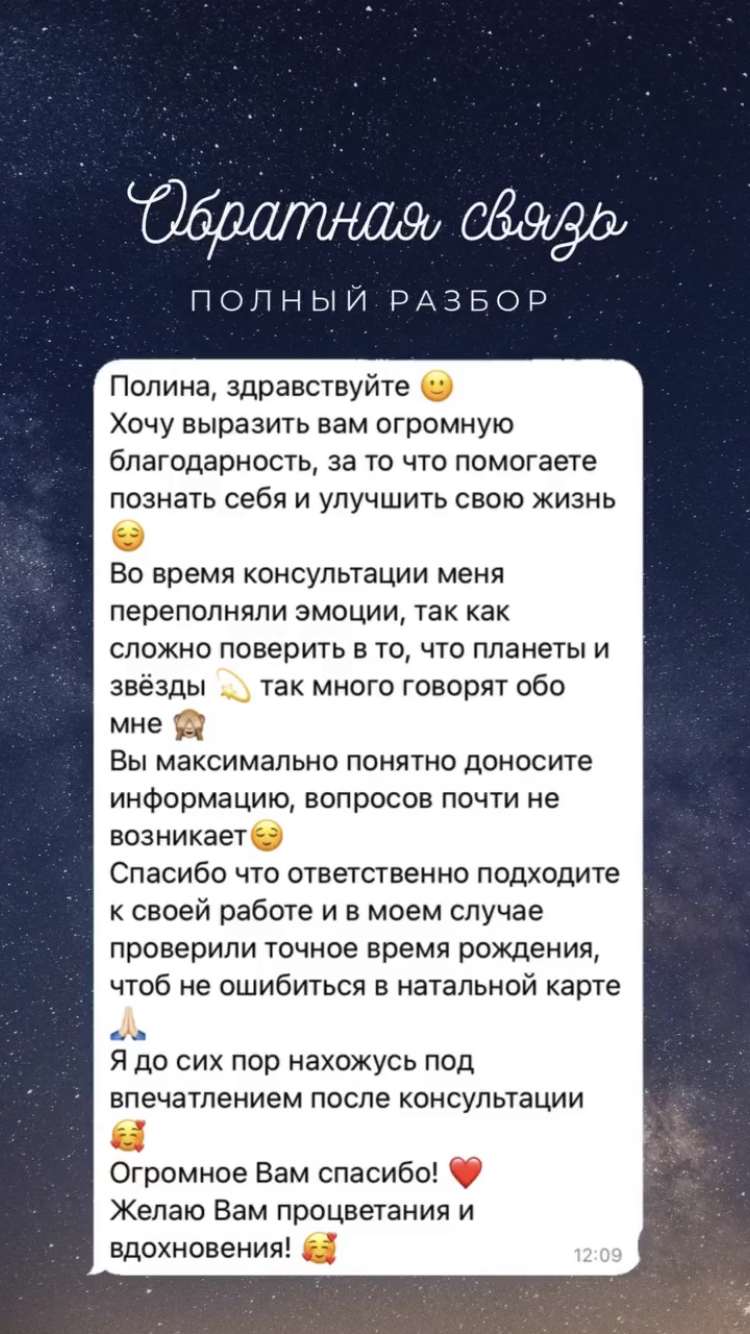 Обратная связь
ПОЛНЫЙ РАЗБОР
Полина, здравствуйте 🙂
Хочу выразить вам огромную
благодарность, за то что помогаете
познать себя и улучшить свою жизнь
😌
Во время консультации меня
переполняли эмоции, так как
сложно поверить в то, что планеты и
звёзды 💫 так много говорят обо
мне 🙈
Вы максимально понятно доносите
информацию, вопросов почти не
возникает😌
Спасибо что ответственно подходите
к своей работе и в моем случае
проверили точное время рождения,
чтоб не ошибиться в натальной карте
🙏🏻
Я до сих пор нахожусь под
впечатлением после консультации
🥰
Огромное Вам спасибо! ❤️
Желаю Вам процветания и
вдохновения! 🥰
12:09